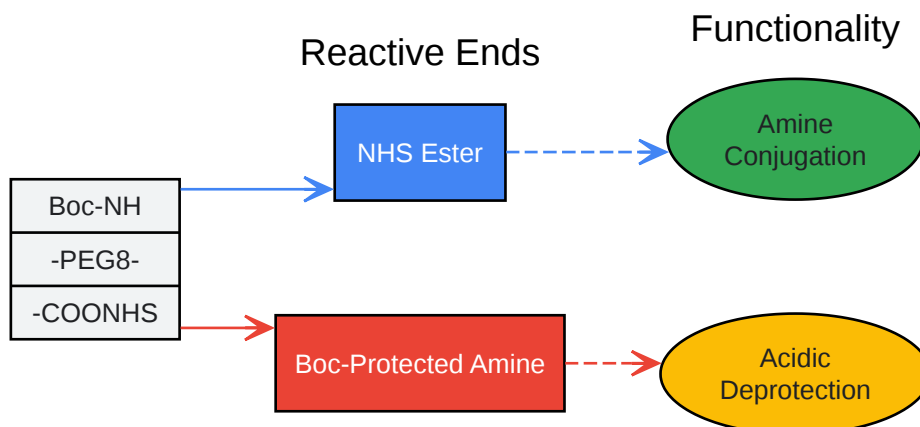 Reactive Ends
Functionality
NHS Ester
Amine
Conjugation
Boc-NH
-PEG8-
-COONHS
Boc-Protected Amine
Acidic
Deprotection